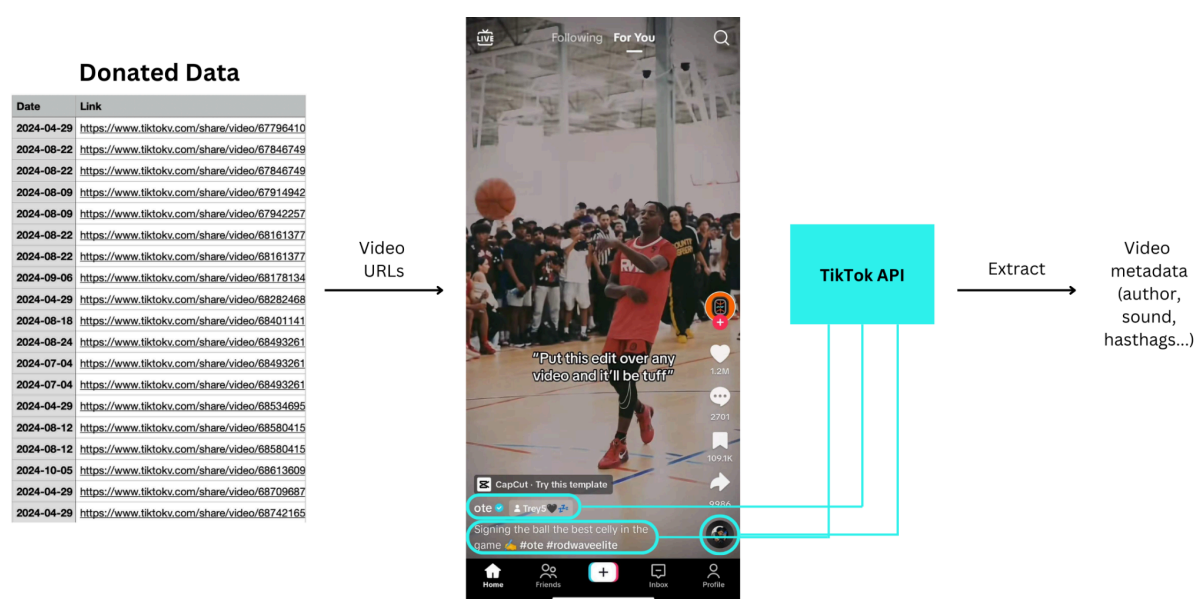 Donated Data
Date Link
2024-04-29 https://www.tiktokv.com/share/video/67796410
2024-08-22 https://www.tiktokv.com/share/video/67846749
2024-08-22 https://www.tiktokv.com/share/video/67846749
2024-08-09 https://www.tiktokv.com/share/video/67914942
2024-08-09 https://www.tiktokv.com/share/video/67942257
2024-08-22 https://www.tiktokv.com/share/video/68161377
2024-08-22 https://www.tiktokv.com/share/video/68161377
2024-09-06 https://www.tiktokv.com/share/video/68178134
2024-04-29 https://www.tiktokv.com/share/video/68282468
2024-08-18 https://www.tiktokv.com/share/video/68401141
2024-08-24 https://www.tiktokv.com/share/video/68493261
2024-07-04 https://www.tiktokv.com/share/video/68493261
2024-07-04 https://www.tiktokv.com/share/video/68493261
2024-04-29 https://www.tiktokv.com/share/video/68534695
2024-08-12 https://www.tiktokv.com/share/video/68580415
2024-08-12 https://www.tiktokv.com/share/video/68580415
2024-10-05 https://www.tiktokv.com/share/video/68613609
2024-04-29 https://www.tiktokv.com/share/video/68709687
2024-04-29 https://www.tiktokv.com/share/video/68742165
Video
URLs
LIVE
Following For You
"Put this edit over any
video and it'll be tuff"
1.2M
2701
109.1K
9986
CapCut · Try this template
ote Trey5🖤💤
Signing the ball the best celly in the
game ✍️ #ote #rodwaveelite
Home Friends Inbox Profile
TikTok API
Extract
Video
metadata
(author,
sound,
hasthags...)